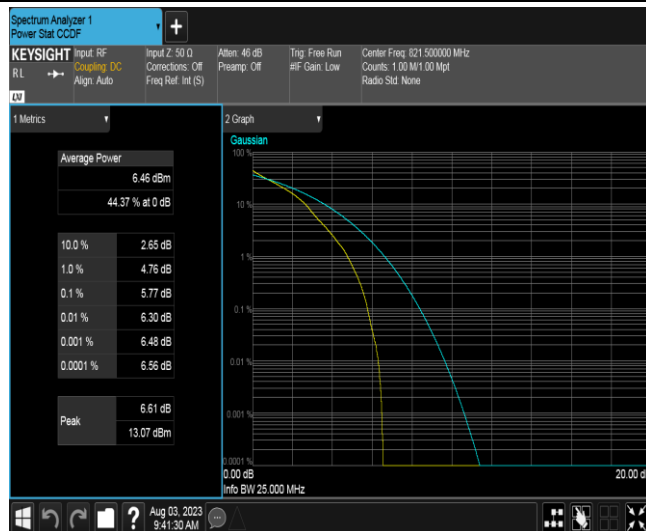 Spectrum Analyzer 1
Power Stat CCDF
+
KEYSIGHT
RL
Input: RF
Coupling: DC
Align: Auto
Input Z: 50 Ω
Corrections: Off
Freq Ref: Int (S)
Atten: 46 dB
Preamp: Off
Trig: Free Run
#IF Gain: Low
Center Freq: 821.500000 MHz
Counts: 1.00 M/1.00 Mpt
Radio Std: None
1 Metrics
Average Power
6.46 dBm
44.37 % at 0 dB
10.0 % 2.65 dB
1.0 % 4.76 dB
0.1 % 5.77 dB
0.01 % 6.30 dB
0.001 % 6.48 dB
0.0001 % 6.56 dB
Peak
6.61 dB
13.07 dBm
2 Graph
Gaussian
100 %
10 %
1 %
0.1 %
0.01 %
0.001 %
0.0001 %
0.00 dB
20.00 d
Info BW 25.000 MHz
?
Aug 03, 2023
9:41:30 AM